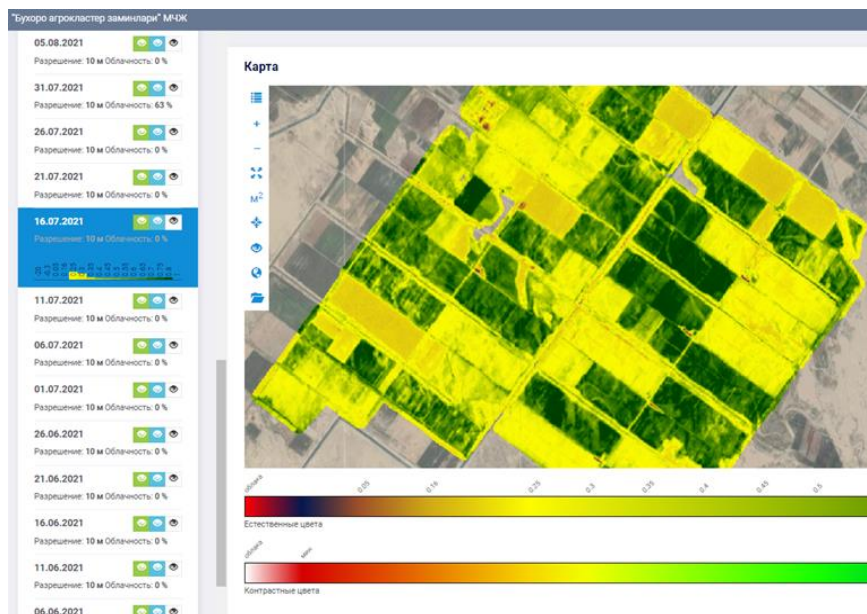 "Бухоро агрокластер заминлари" МЧЖ
05.08.2021
Разрешение: 10 м Облачность: 0 %
31.07.2021
Разрешение: 10 м Облачность: 63 %
26.07.2021
Разрешение: 10 м Облачность: 0 %
21.07.2021
Разрешение: 10 м Облачность: 0 %
16.07.2021
Разрешение: 10 м Облачность: 0 %
11.07.2021
Разрешение: 10 м Облачность: 0 %
06.07.2021
Разрешение: 10 м Облачность: 0 %
01.07.2021
Разрешение: 10 м Облачность: 0 %
26.06.2021
Разрешение: 10 м Облачность: 0 %
21.06.2021
Разрешение: 10 м Облачность: 0 %
16.06.2021
Разрешение: 10 м Облачность: 0 %
11.06.2021
Разрешение: 10 м Облачность: 0 %
06.06.2021
Карта
+
−
М²
облака 0.05 0.16 0.25 0.3 0.35 0.4 0.45 0.5
Естественные цвета
облака мин
Контрастные цвета